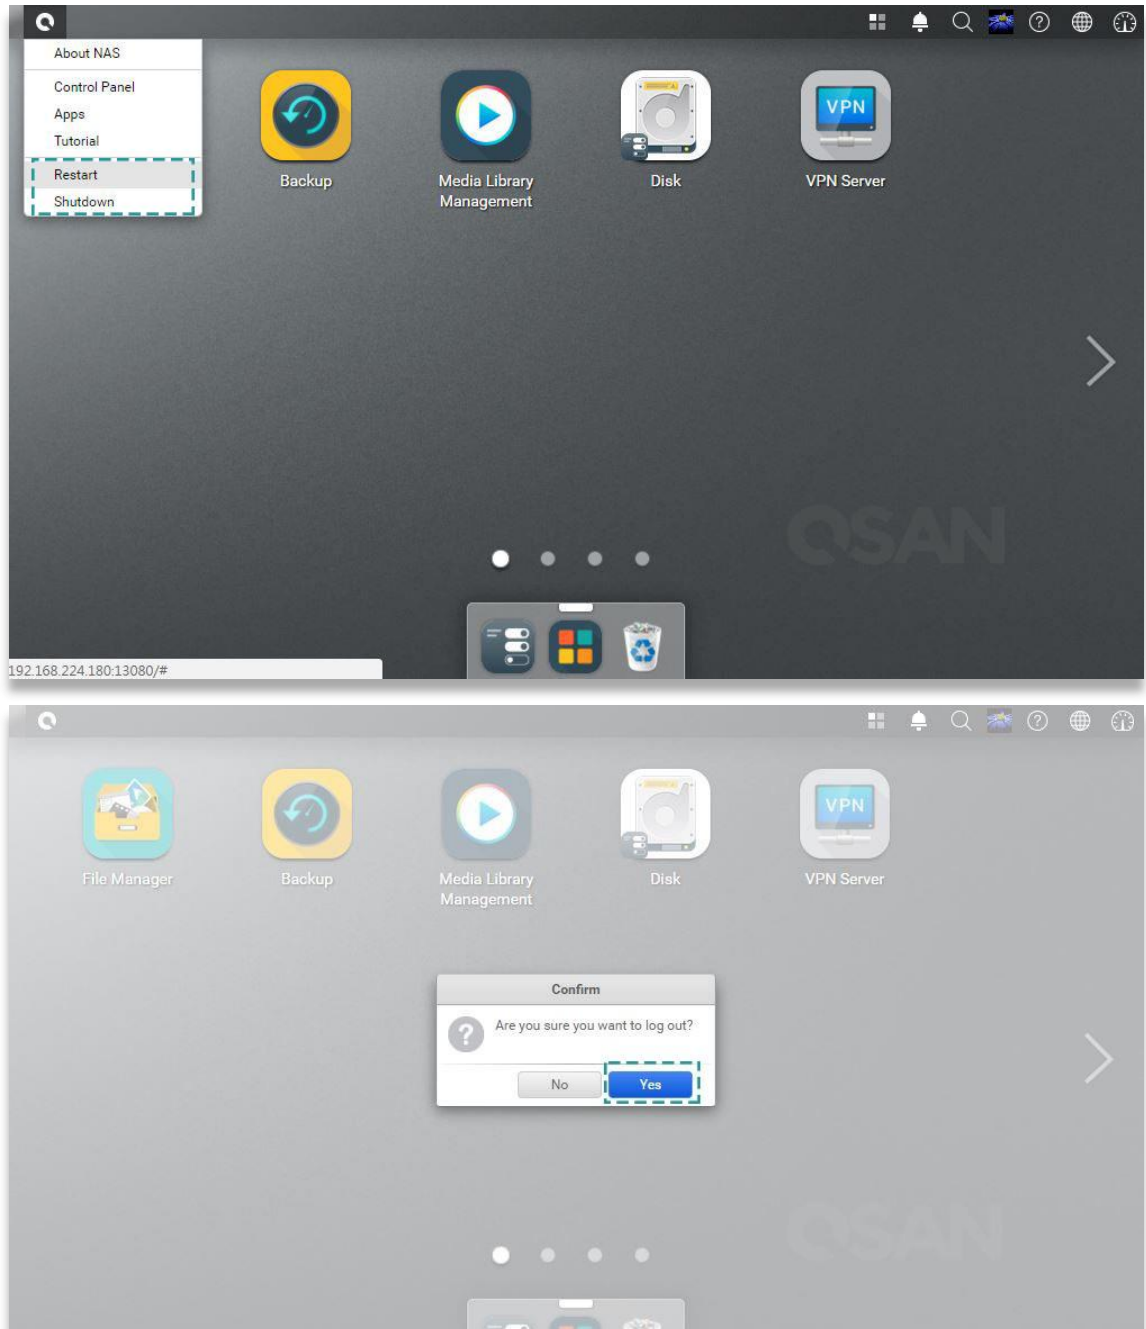 About NAS
Control Panel
Apps
Tutorial
Restart
Shutdown
Backup
Media Library
Management
Disk
VPN
VPN Server
QSAN
192.168.224.180:13080/#
File Manager
Backup
Media Library
Management
Disk
VPN
VPN Server
Confirm
Are you sure you want to log out?
No
Yes
QSAN